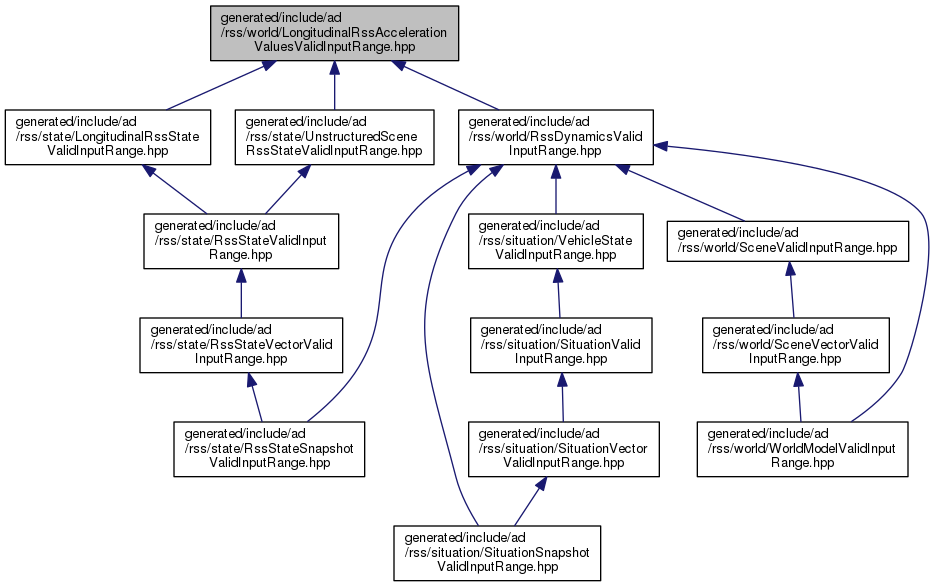 generated/include/ad
/rss/world/LongitudinalRssAcceleration
ValuesValidInputRange.hpp
generated/include/ad
/rss/state/LongitudinalRssState
ValidInputRange.hpp
generated/include/ad
/rss/state/UnstructuredScene
RssStateValidInputRange.hpp
generated/include/ad
/rss/world/RssDynamicsValid
InputRange.hpp
generated/include/ad
/rss/state/RssStateValidInput
Range.hpp
generated/include/ad
/rss/situation/VehicleState
ValidInputRange.hpp
generated/include/ad
/rss/world/SceneValidInputRange.hpp
generated/include/ad
/rss/state/RssStateVectorValid
InputRange.hpp
generated/include/ad
/rss/situation/SituationValid
InputRange.hpp
generated/include/ad
/rss/world/SceneVectorValid
InputRange.hpp
generated/include/ad
/rss/state/RssStateSnapshot
ValidInputRange.hpp
generated/include/ad
/rss/situation/SituationVector
ValidInputRange.hpp
generated/include/ad
/rss/world/WorldModelValidInput
Range.hpp
generated/include/ad
/rss/situation/SituationSnapshot
ValidInputRange.hpp